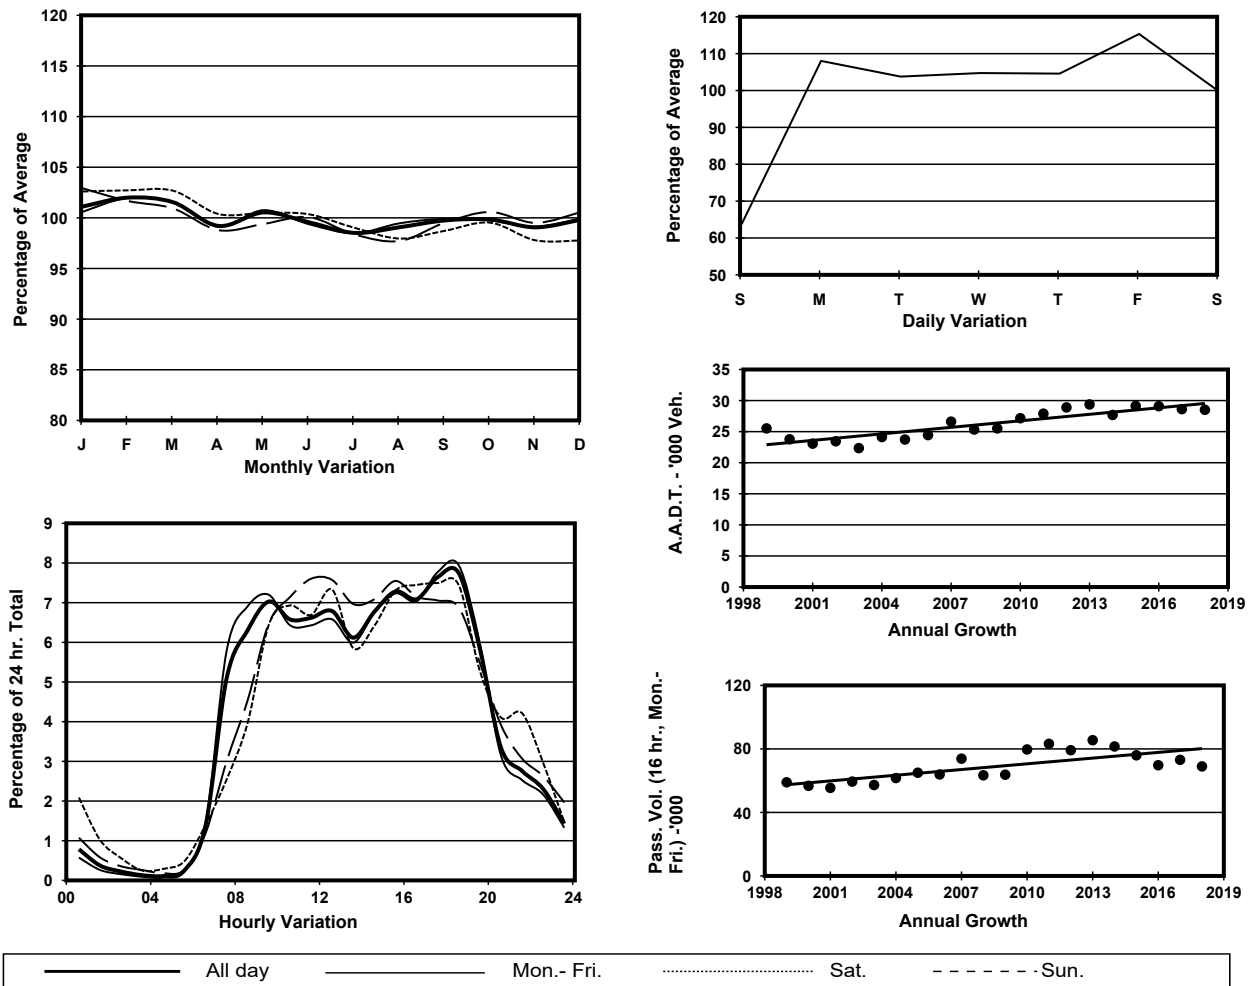 120
115
110
105
100
95
90
85
80
Percentage of Average
J F M A M J J A S O N D
Monthly Variation
120
110
100
90
80
70
60
50
Percentage of Average
S M T W T F S
Daily Variation
35
30
25
20
15
10
5
0
A.A.D.T. - '000 Veh.
1998 2001 2004 2007 2010 2013 2016 2019
Annual Growth
9
8
7
6
5
4
3
2
1
0
Percentage of 24 hr. Total
00 04 08 12 16 20 24
Hourly Variation
120
80
40
0
Pass. Vol. (16 hr., Mon.-
Fri.) -'000
1998 2001 2004 2007 2010 2013 2016 2019
Annual Growth
All day Mon.- Fri. Sat. Sun.